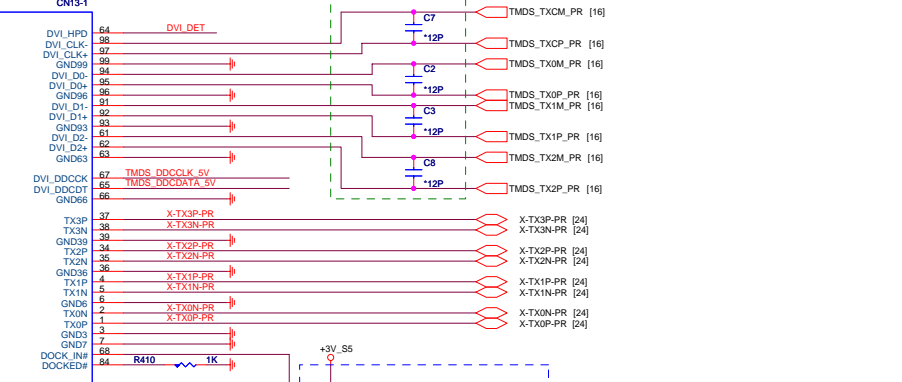 CN13-1
DVI_HPD 64 DVI_DET
DVI_CLK- 98 TMDS_TXCM_PR [16]
DVI_CLK+ 97 C7
GND99 99 *12P TMDS_TXCP_PR [16]
DVI_D0- 94 TMDS_TX0M_PR [16]
DVI_D0+ 95 C2
GND96 96 *12P TMDS_TX0P_PR [16]
DVI_D1- 91 TMDS_TX1M_PR [16]
DVI_D1+ 92 C3
GND93 93 *12P TMDS_TX1P_PR [16]
DVI_D2- 61 TMDS_TX2M_PR [16]
DVI_D2+ 62 C8
GND63 63 *12P TMDS_TX2P_PR [16]
DVI_DDCCK 67 TMDS_DDCCLK_5V
DVI_DDCDT 65 TMDS_DDCDATA_5V
GND66 66
TX3P 37 X-TX3P-PR X-TX3P-PR [24]
TX3N 38 X-TX3N-PR X-TX3N-PR [24]
GND39 39
TX2P 34 X-TX2P-PR X-TX2P-PR [24]
TX2N 35 X-TX2N-PR X-TX2N-PR [24]
GND36 36
TX1P 4 X-TX1P-PR X-TX1P-PR [24]
TX1N 5 X-TX1N-PR X-TX1N-PR [24]
GND6 6
TX0N 2 X-TX0N-PR X-TX0N-PR [24]
TX0P 1 X-TX0P-PR X-TX0P-PR [24]
GND3 3
GND7 7
DOCK_IN# 68 +3V_S5
DOCKED# 84 R410 1K